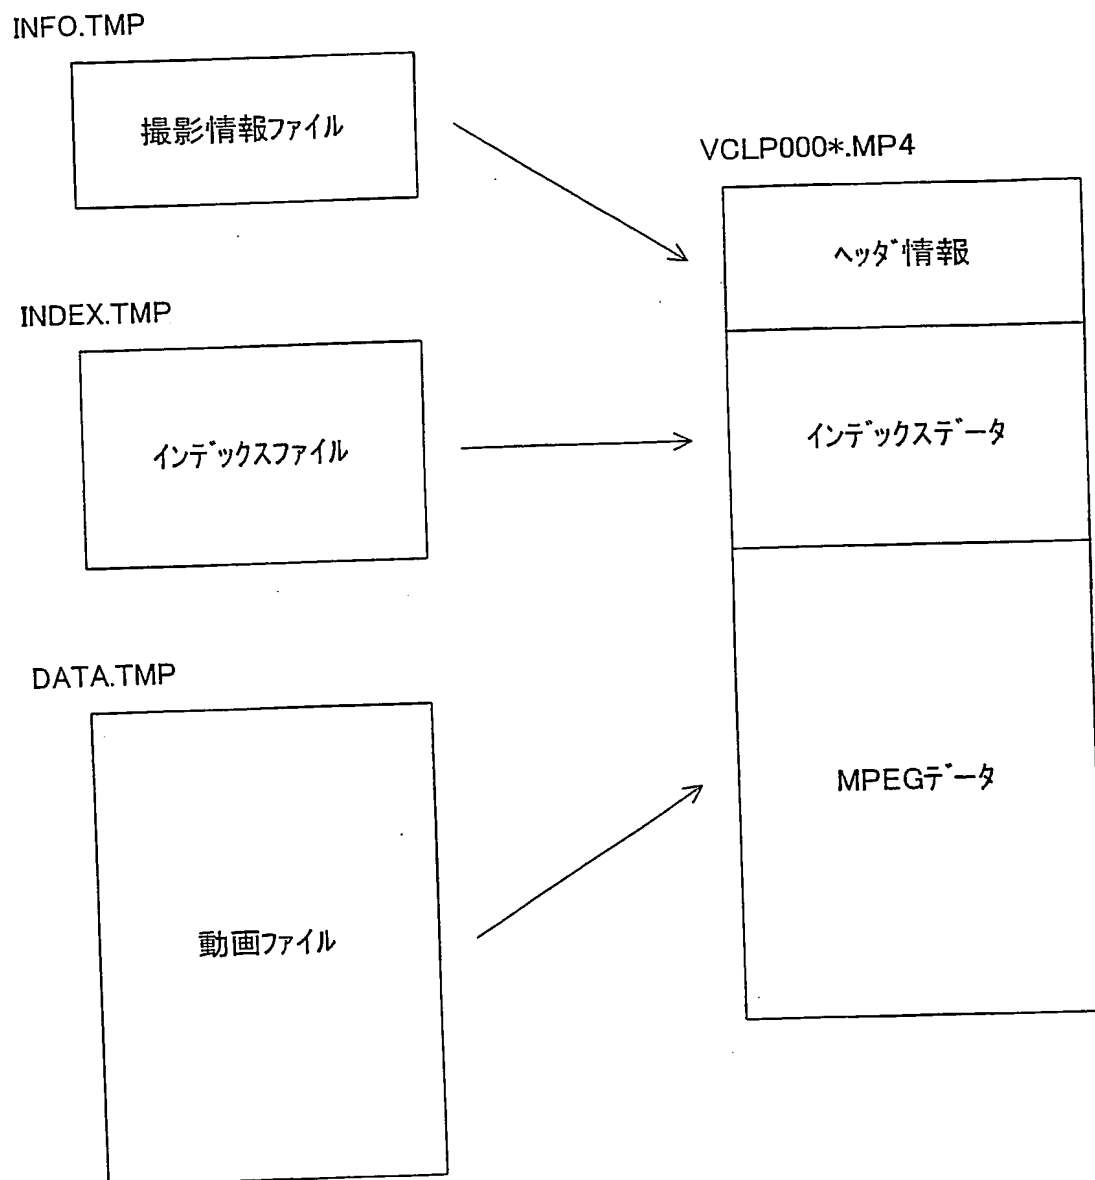 INFO.TMP
撮影情報ファイル
INDEX.TMP
インデックスファイル
DATA.TMP
動画ファイル
VCLP000*.MP4
ヘッダ情報
インデックスデータ
MPEGデータ